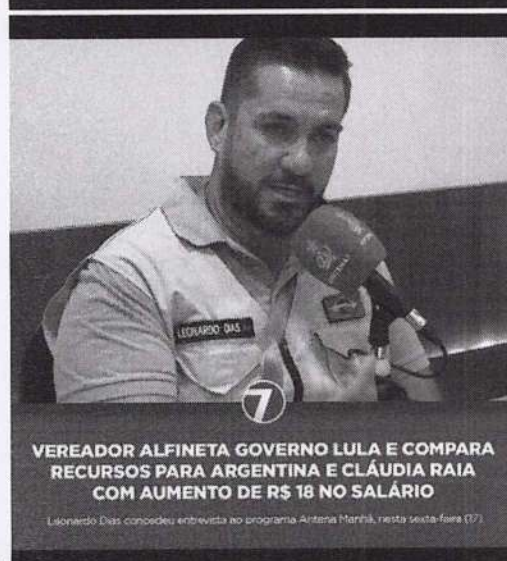 LEONARDO DIAS
7
VEREADOR ALFINETA GOVERNO LULA E COMPARA
RECURSOS PARA ARGENTINA E CLÁUDIA RAIA
COM AUMENTO DE R$ 18 NO SALÁRIO
Leonardo Dias concedeu entrevista ao programa Antena Manhã, nesta sexta-feira (17)